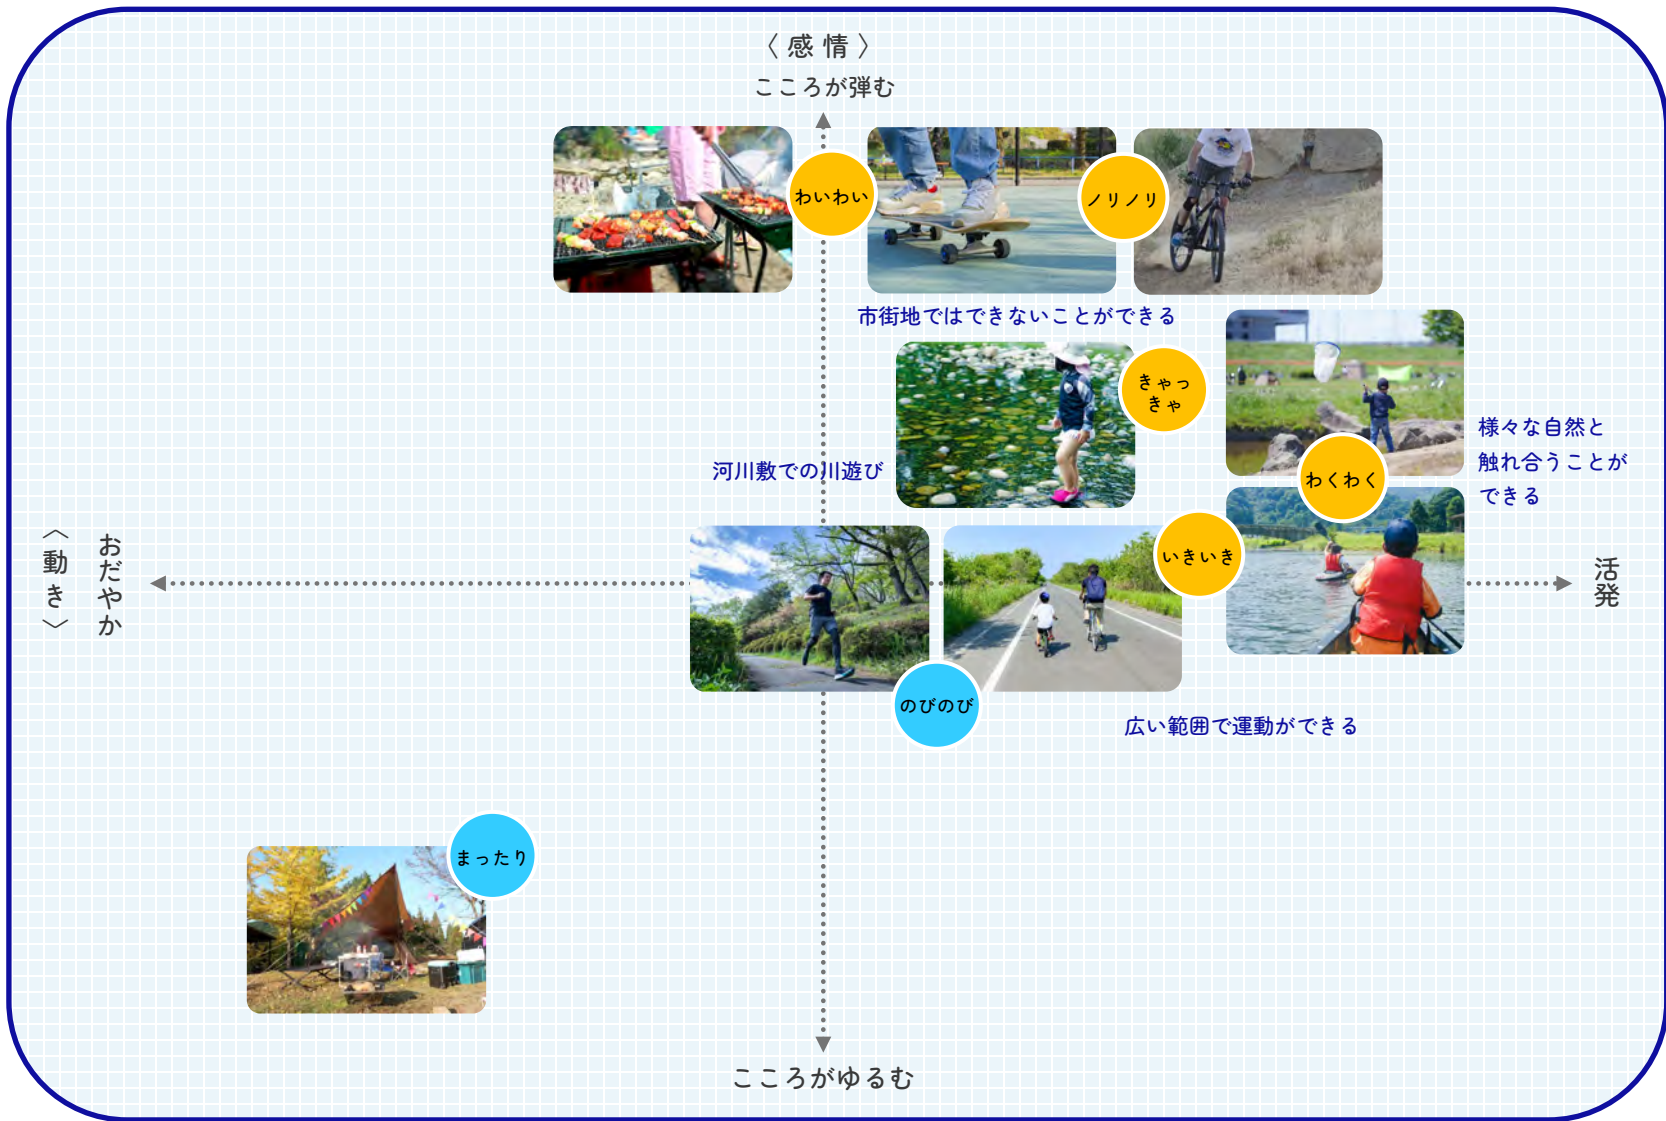 〈感情〉
こころが弾む
わいわい
ノリノリ
市街地ではできないことができる
きゃっ
きゃ
様々な自然と
触れ合うことが
できる
河川敷での川遊び
わくわく
〈動き〉
おだやか
いきいき
活発
のびのび
広い範囲で運動ができる
まったり
こころがゆるむ